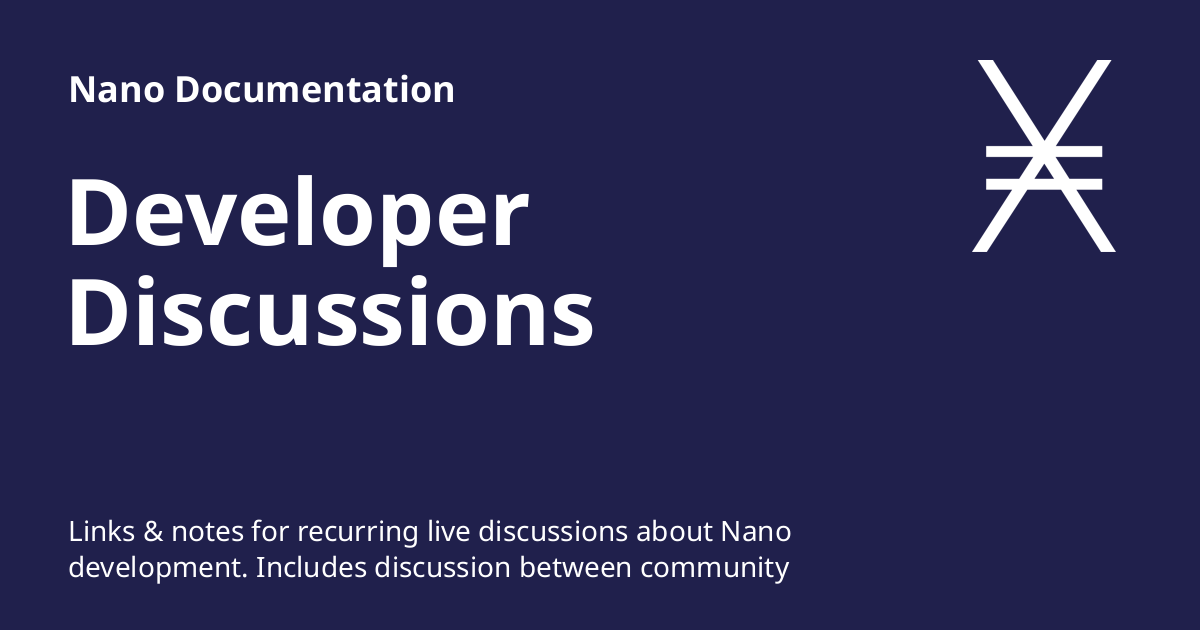 Nano Documentation
Developer
Discussions
Links & notes for recurring live discussions about Nano
development. Includes discussion between community